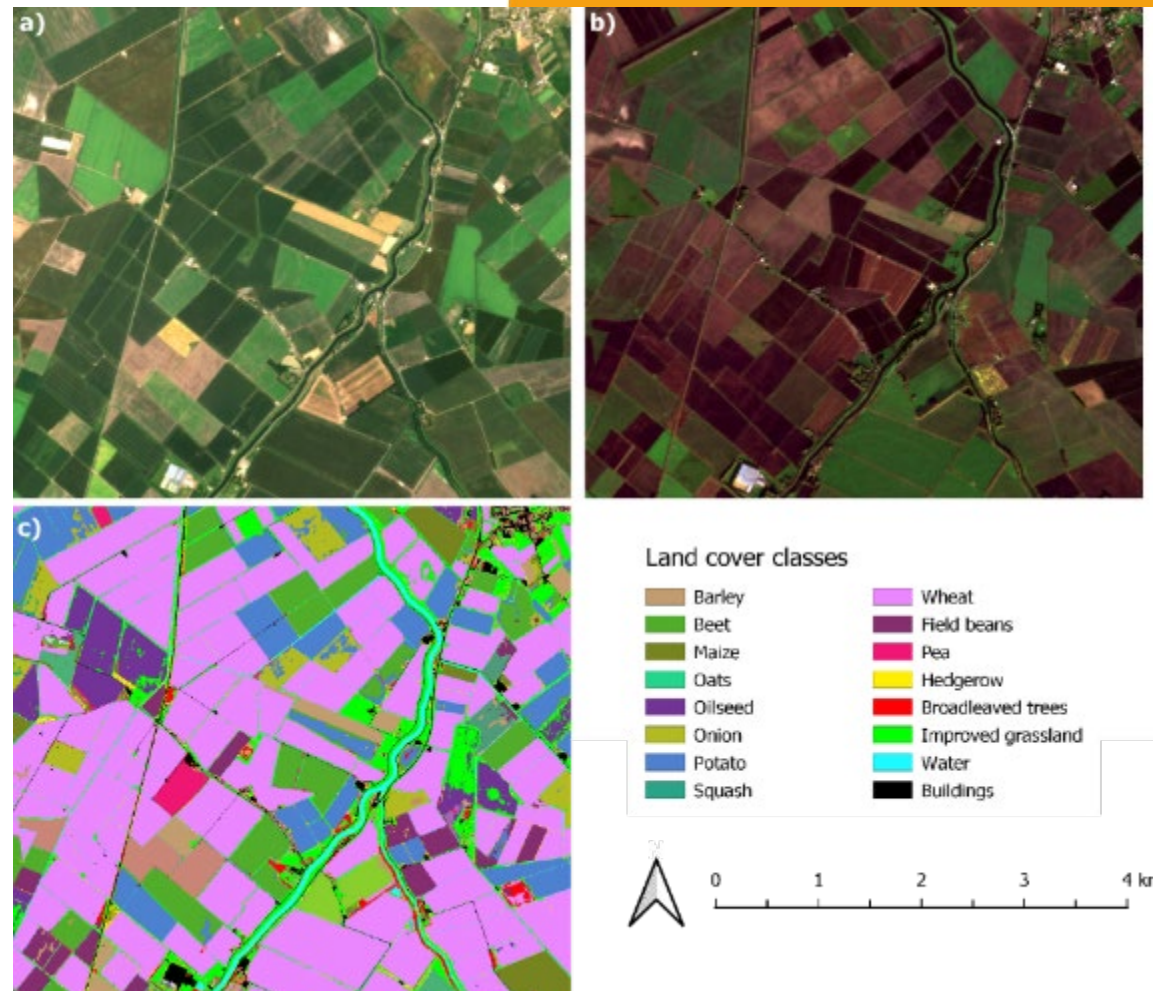 a)
b)
c)
Land cover classes
Barley
Beet
Maize
Oats
Oilseed
Onion
Potato
Squash
Wheat
Field beans
Pea
Hedgerow
Broadleaved trees
Improved grassland
Water
Buildings
0 1 2 3 4 km